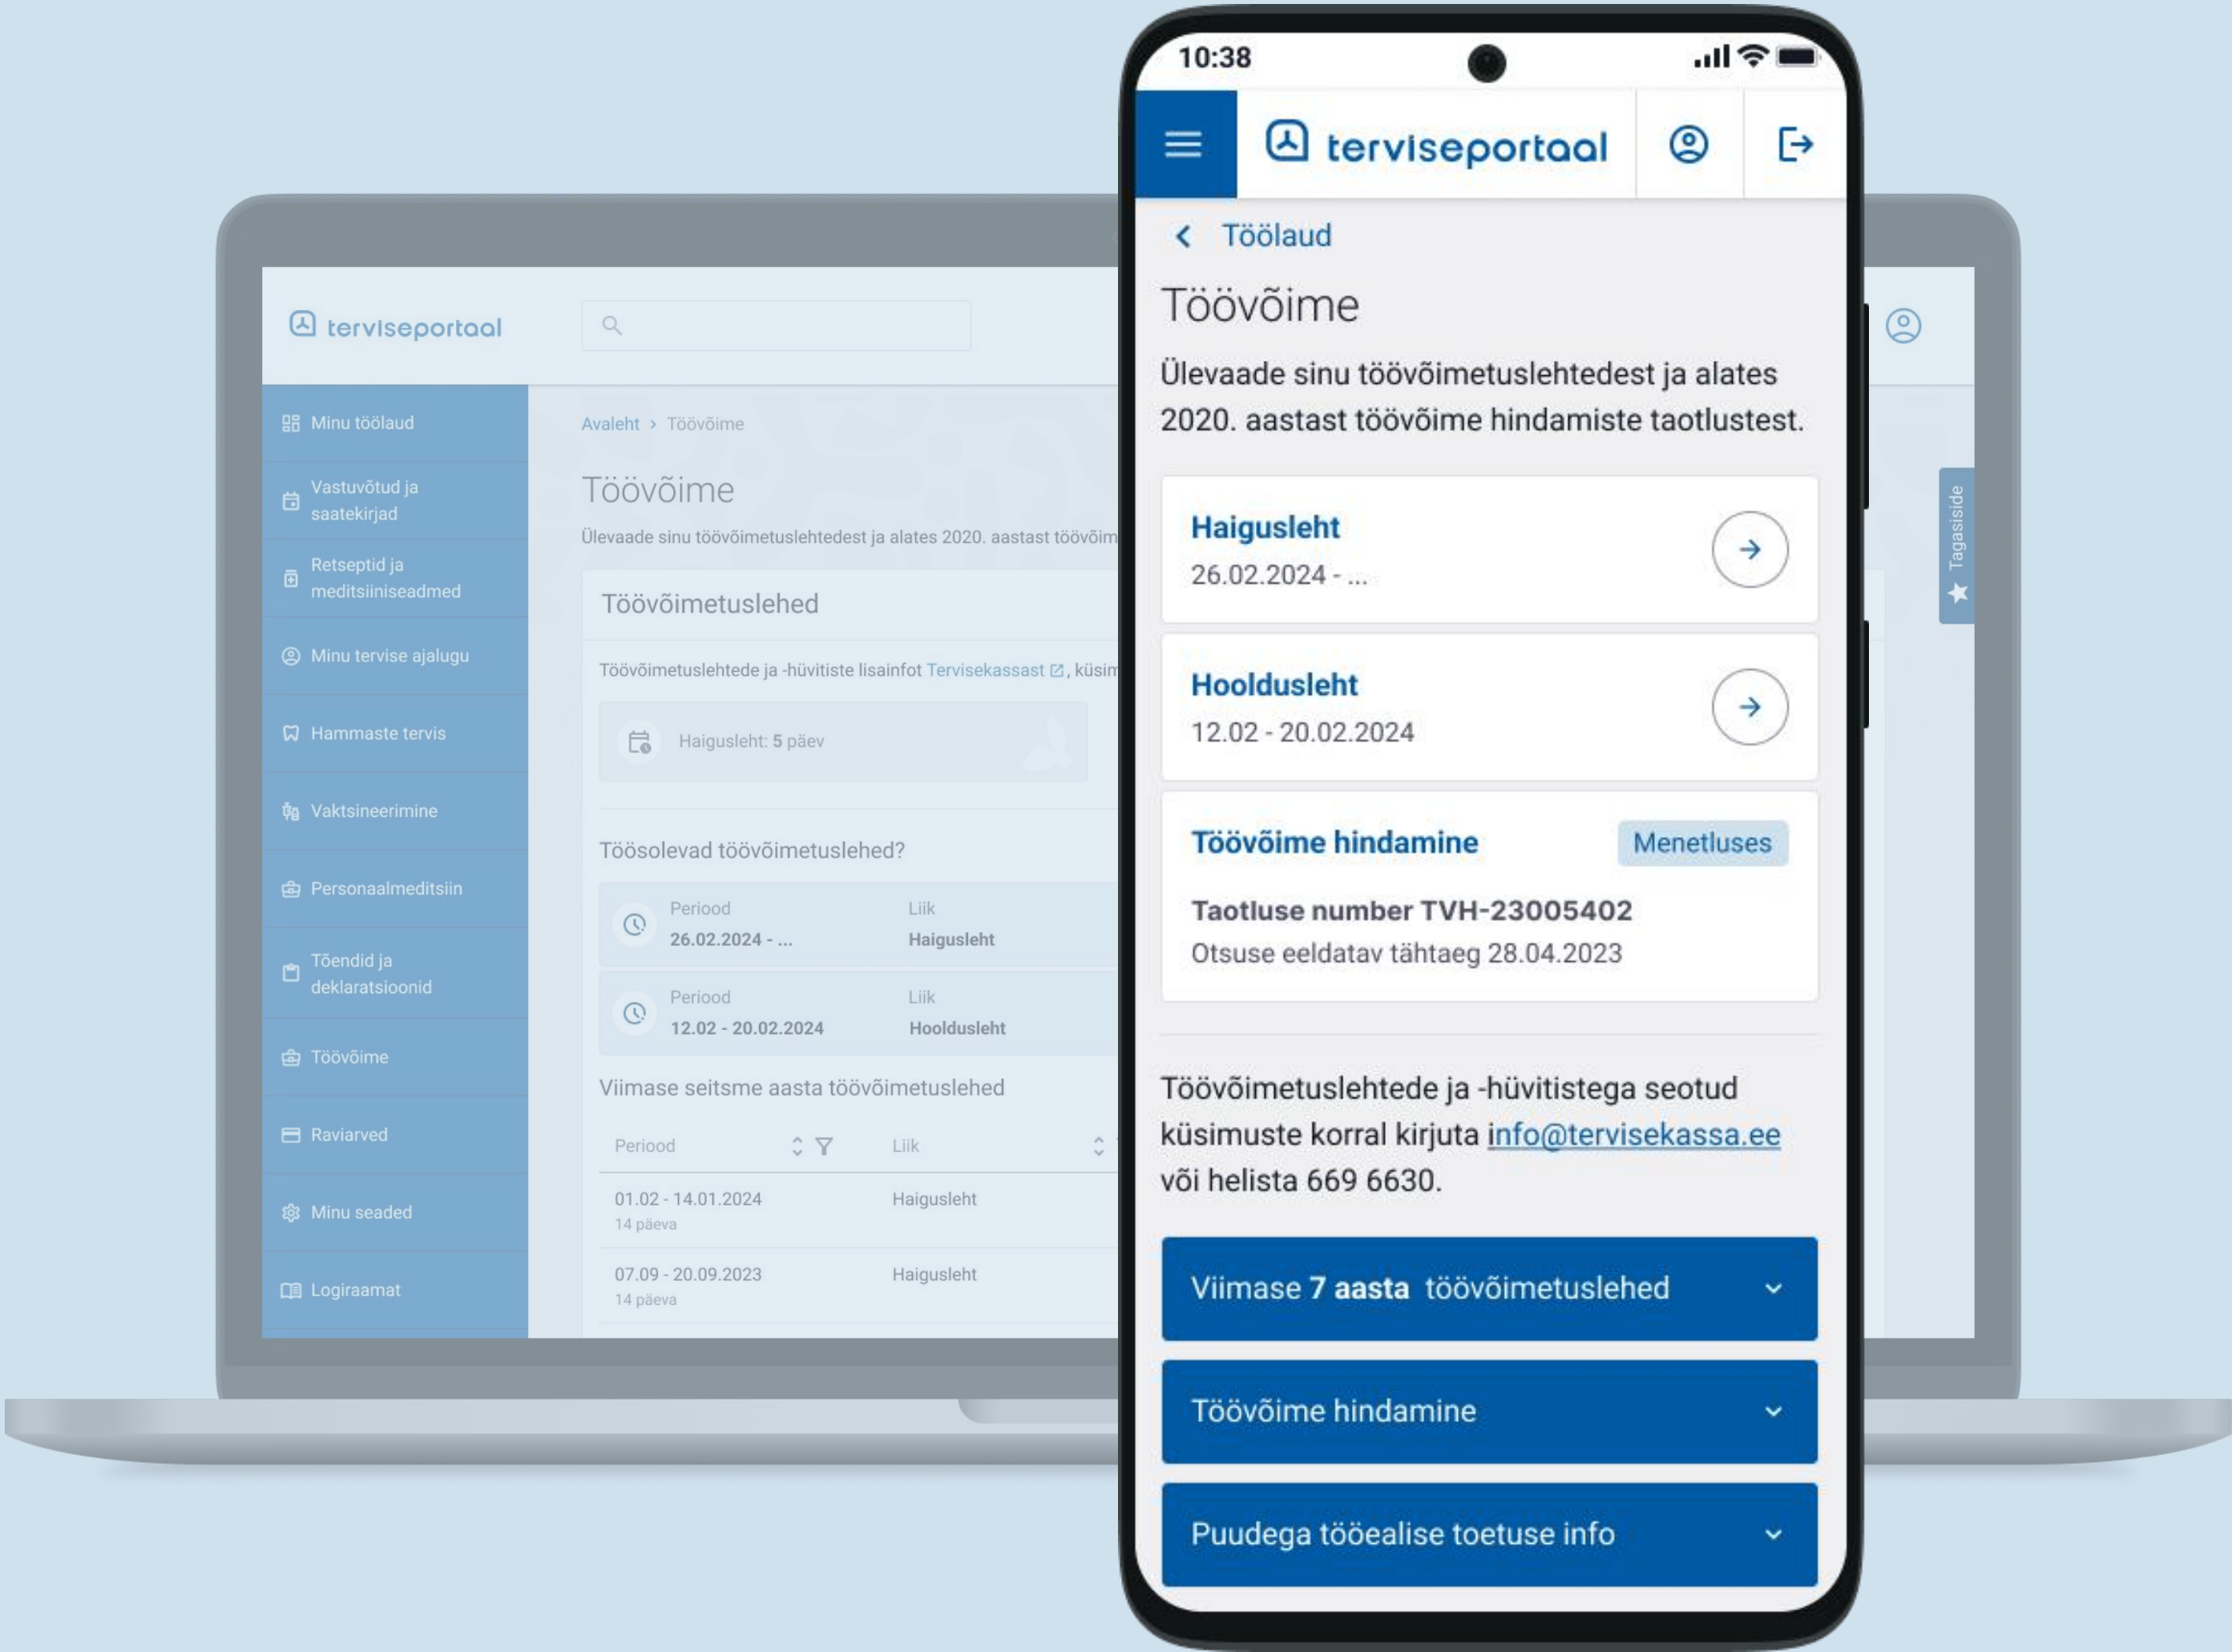 terviseportaal
Minu töölaud
Vastuvõtud ja
saatekirjad
Retseptid ja
meditsiiniseadmed
Minu tervise ajalugu
Hammaste tervis
Vaktsineerimine
Personaalmeditsiin
Tõendid ja
deklaratsioonid
Töövõime
Raviarved
Minu seaded
Logiraamat
Avaleht > Töövõime
Töövõime
Ülevaade sinu töövõimetuslehtedest ja alates 2020. aastast
Töövõimetuslehed
Töövõimetuslehtede ja -hüvitiste lisainfot Tervisekassast,
Haigusleht: 5 päev
Töösolevad töövõimetuslehed?
Periood Liik
26.02.2024 - ... Haigusleht
Periood Liik
12.02 - 20.02.2024 Hooldusleht
Viimase seitsme aasta töövõimetuslehed
Periood Liik
01.02 - 14.01.2024 Haigusleht
14 päeva
07.09 - 20.09.2023 Haigusleht
14 päeva
Tagasiside
10:38
terviseportaal
Töölaud
Töövõime
Ülevaade sinu töövõimetuslehtedest ja alates
2020. aastast töövõime hindamiste taotlustest.
Haigusleht
26.02.2024 - ...
Hooldusleht
12.02 - 20.02.2024
Töövõime hindamine Menetluses
Taotluse number TVH-23005402
Otsuse eeldatav tähtaeg 28.04.2023
Töövõimetuslehtede ja -hüvitistega seotud
küsimuste korral kirjuta info@tervisekassa.ee
või helista 669 6630.
Viimase 7 aasta töövõimetuslehed
Töövõime hindamine
Puudega tööealise toetuse info